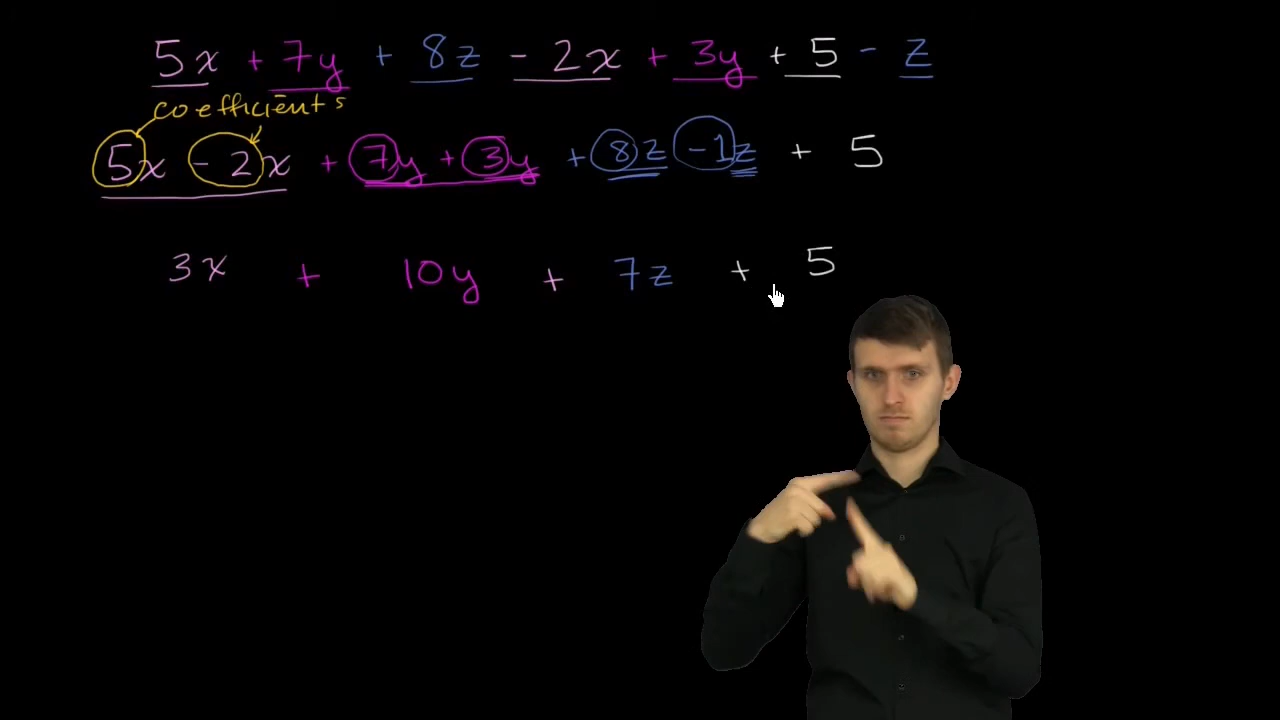 5x + 7y + 8z - 2x + 3y + 5 - z
coefficients
5x - 2x + 7y + 3y + 8z - 1z + 5
3x + 10y + 7z + 5